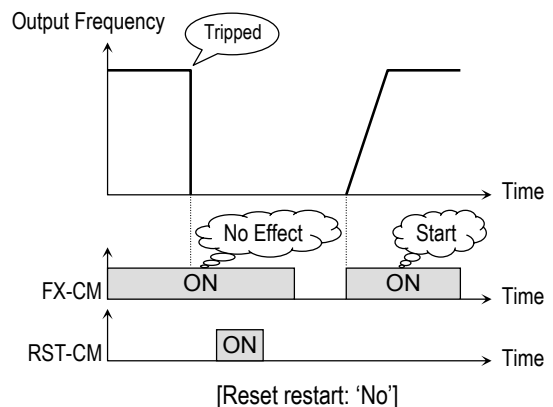 Output Frequency
Tripped
Time
No Effect
Start
FX-CM
ON
ON
Time
RST-CM
ON
Time
[Reset restart: ‘No’]